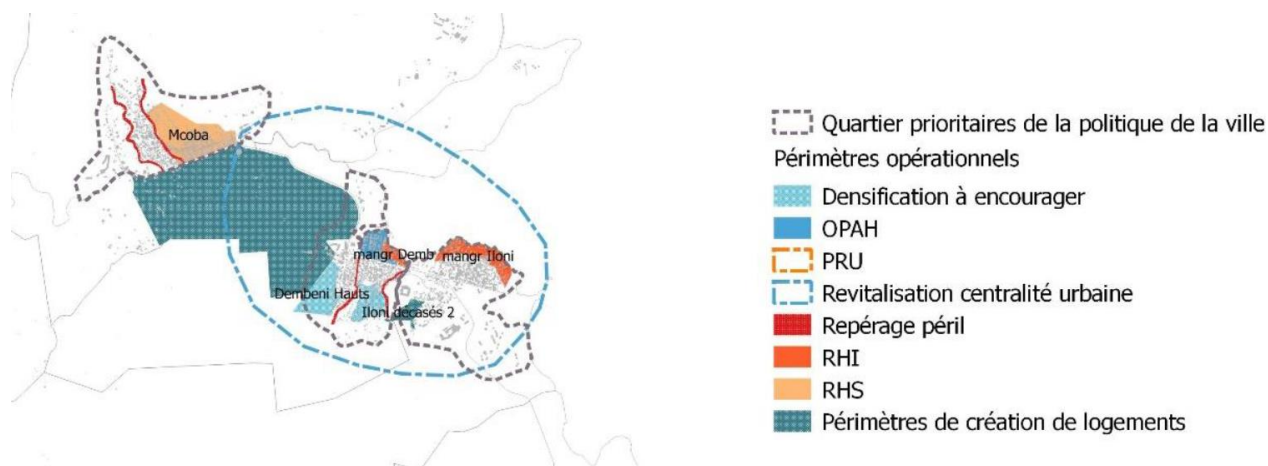 Mcoba
mangr Demb
mangr Iloni
Dembeni Hauts
Iloni decasés 2
Quartier prioritaires de la politique de la ville
Périmètres opérationnels
Densification à encourager
OPAH
PRU
Revitalisation centralité urbaine
Repérage péril
RHI
RHS
Périmètres de création de logements